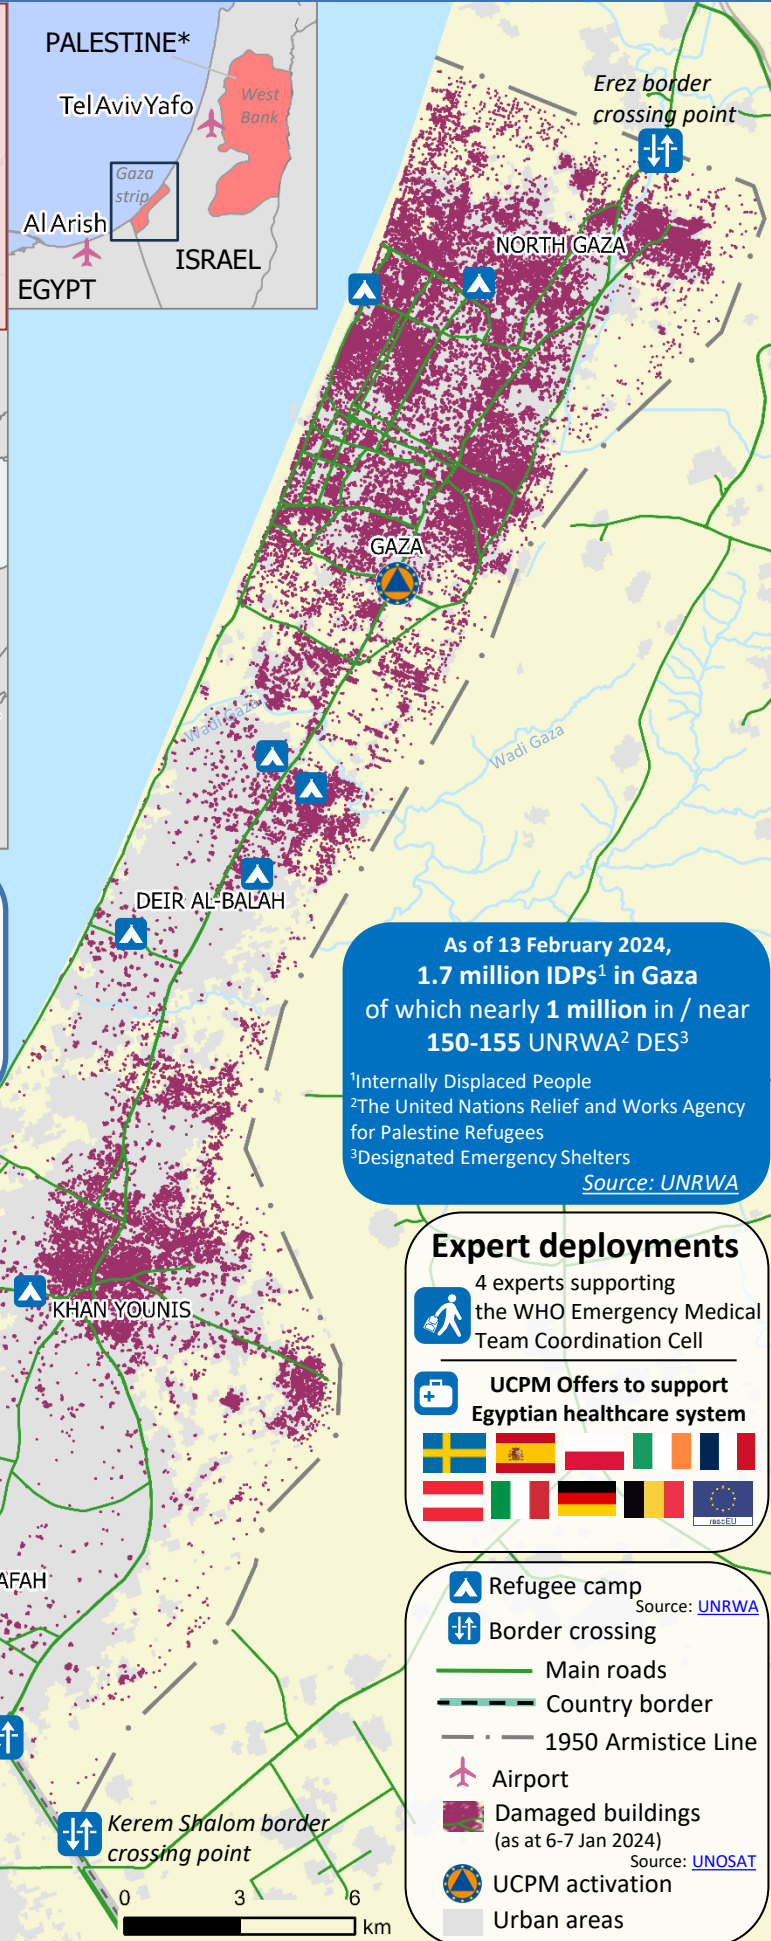 PALESTINE*
Tel Aviv Yafo
West
Bank
Gaza
strip
Al Arish
ISRAEL
EGYPT
Erez border
crossing point
NORTH GAZA
GAZA
Wadi Gaza
Wadi Gaza
DEIR AL-BALAH
As of 13 February 2024,
1.7 million IDPs¹ in Gaza
of which nearly 1 million in / near
150-155 UNRWA² DES³
¹Internally Displaced People
²The United Nations Relief and Works Agency
for Palestine Refugees
³Designated Emergency Shelters
Source: UNRWA
KHAN YOUNIS
Expert deployments
4 experts supporting
the WHO Emergency Medical
Team Coordination Cell
UCPM Offers to support
Egyptian healthcare system
rescEU
AFAH
Refugee camp
Source: UNRWA
Border crossing
Main roads
Country border
1950 Armistice Line
Airport
Damaged buildings
(as at 6-7 Jan 2024)
Source: UNOSAT
UCPM activation
Urban areas
Kerem Shalom border
crossing point
0 3 6
km